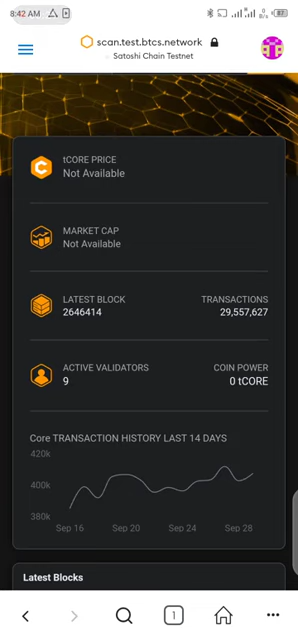 8:42 AM
82
scan.test.btcs.network
Satoshi Chain Testnet
tCORE PRICE
Not Available
MARKET CAP
Not Available
LATEST BLOCK TRANSACTIONS
2646414 29,557,627
ACTIVE VALIDATORS COIN POWER
9 0 tCORE
Core TRANSACTION HISTORY LAST 14 DAYS
420k
400k
380k
Sep 16 Sep 20 Sep 24 Sep 28
Latest Blocks
1